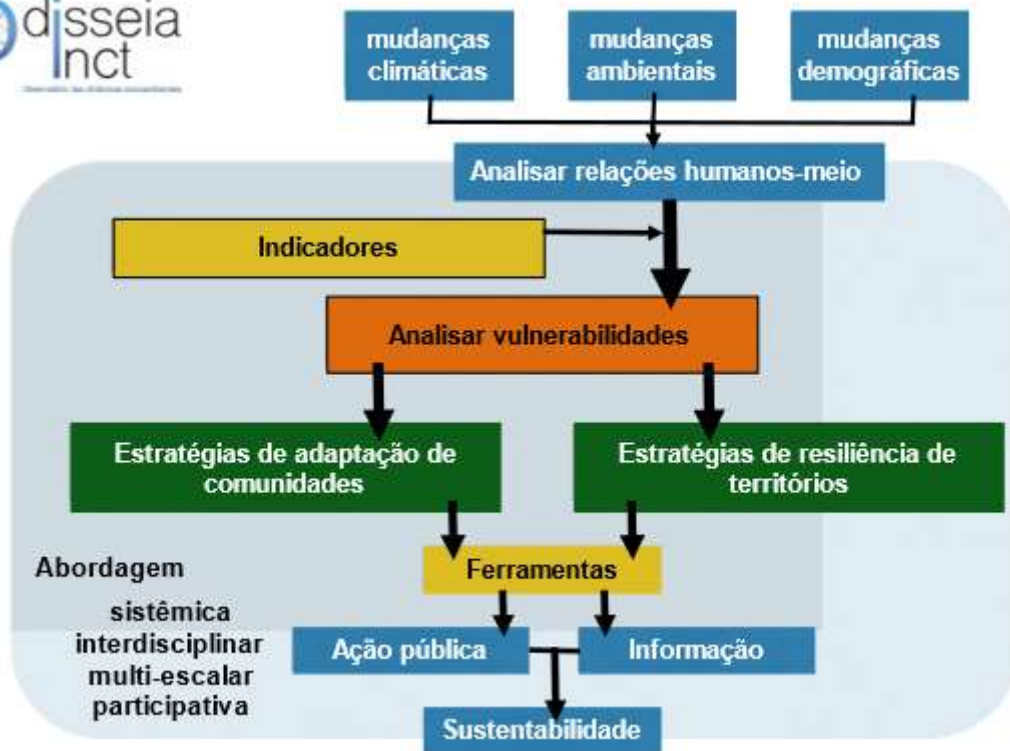 disseia
Inct
mudanças
climáticas
mudanças
ambientais
mudanças
demográficas
Analisar relações humanos-meio
Indicadores
Analisar vulnerabilidades
Estratégias de adaptação de
comunidades
Estratégias de resiliência de
territórios
Ferramentas
Abordagem
sistêmica
interdisciplinar
multi-escalar
participativa
Ação pública
Informação
Sustentabilidade